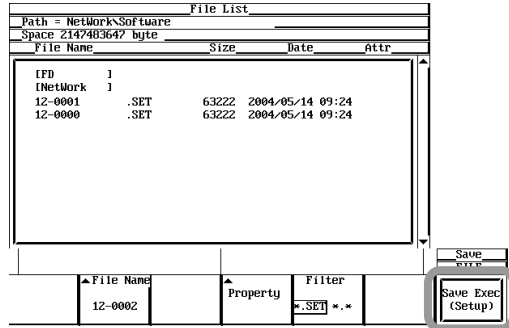 File List
Path = NetWork\Software
Space 2147483647 byte
File Name Size Date Attr
[FD ]
[NetWork ]
12-0001 .SET 63222 2004/05/14 09:24
12-0000 .SET 63222 2004/05/14 09:24
Save
FILE
▲File Name
12-0002
▲
Property
Filter
*.SET *.*
Save Exec
(Setup)